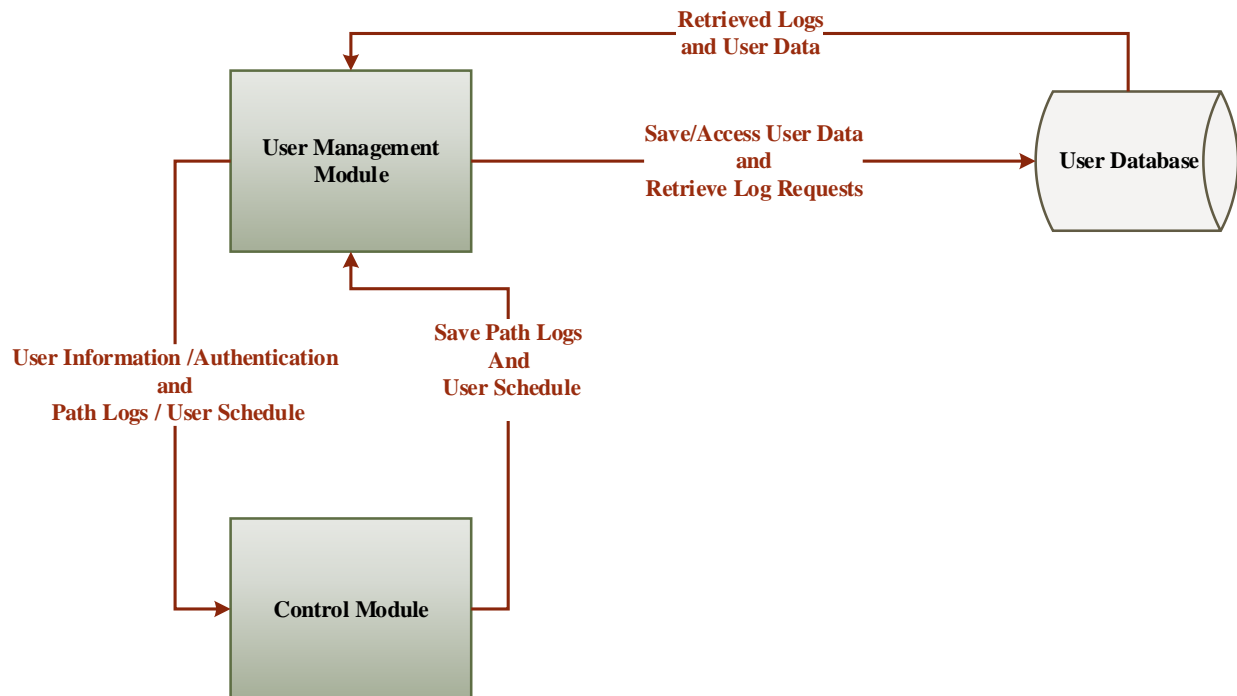 Retrieved Logs
and User Data
User Management
Module
Save/Access User Data
and
Retrieve Log Requests
User Database
User Information /Authentication
and
Path Logs / User Schedule
Save Path Logs
And
User Schedule
Control Module